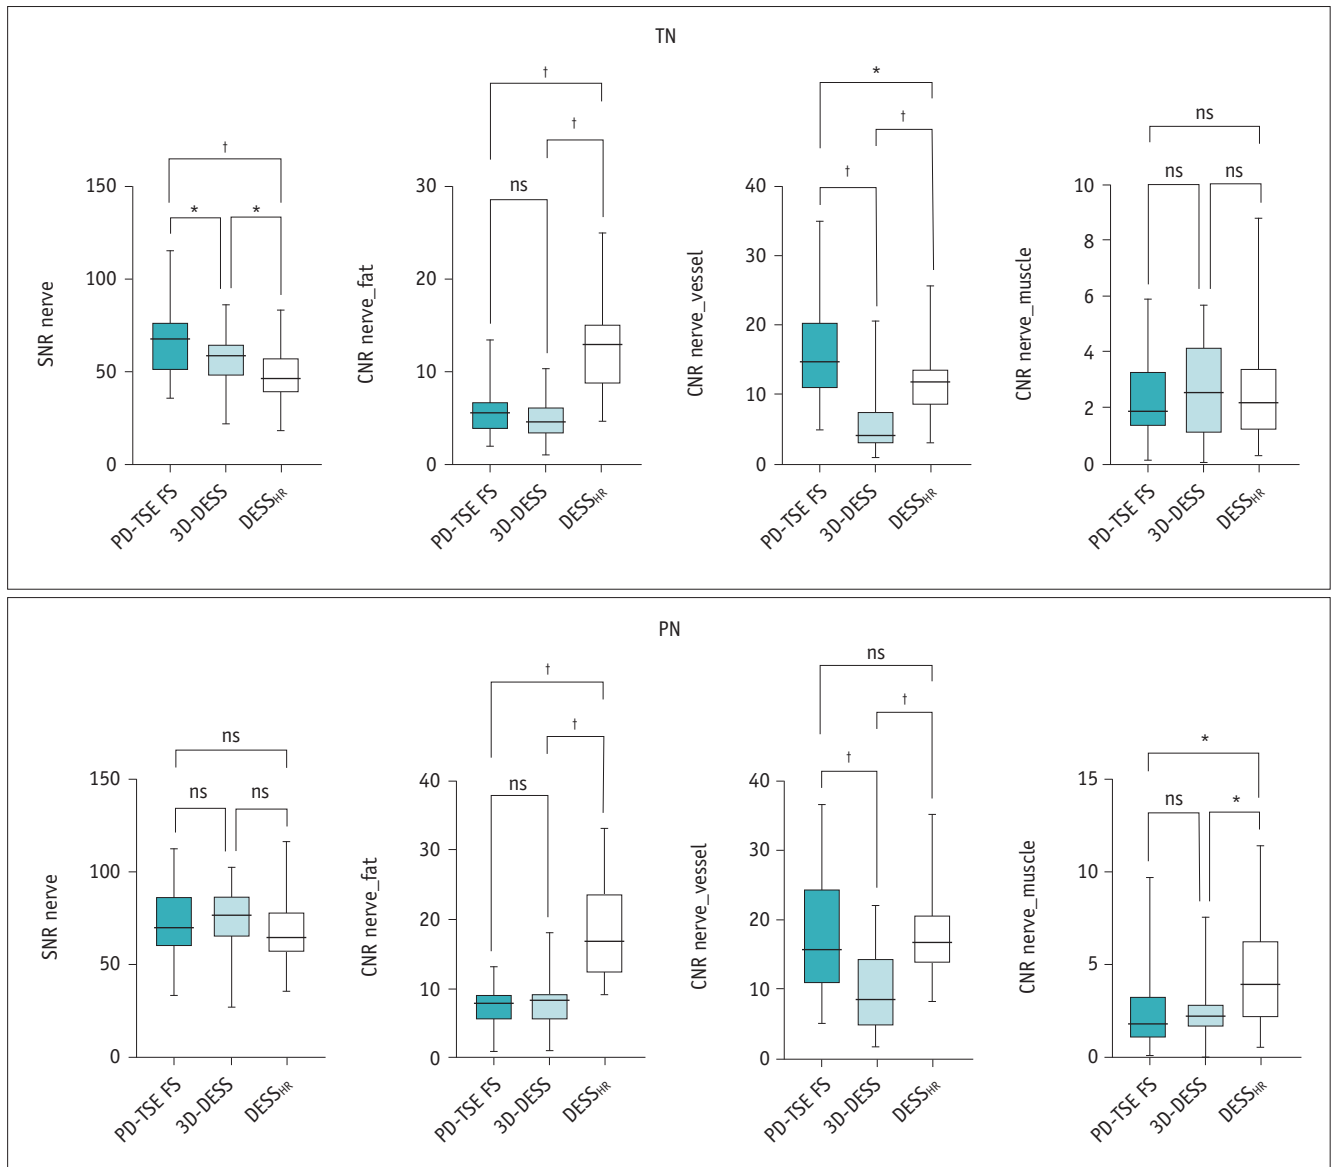 TN
SNR nerve
150
100
50
0
†
*
*
PD-TSE FS
3D-DESS
DESSHR
CNR nerve_fat
30
20
10
0
†
†
ns
PD-TSE FS
3D-DESS
DESSHR
CNR nerve_vessel
40
30
20
10
0
*
†
†
PD-TSE FS
3D-DESS
DESSHR
CNR nerve_muscle
10
8
6
4
2
0
ns
ns
ns
PD-TSE FS
3D-DESS
DESSHR
PN
SNR nerve
150
100
50
0
ns
ns
ns
PD-TSE FS
3D-DESS
DESSHR
CNR nerve_fat
40
30
20
10
0
†
†
ns
PD-TSE FS
3D-DESS
DESSHR
CNR nerve_vessel
40
30
20
10
0
ns
†
†
PD-TSE FS
3D-DESS
DESSHR
CNR nerve_muscle
15
10
5
0
*
ns
*
PD-TSE FS
3D-DESS
DESSHR